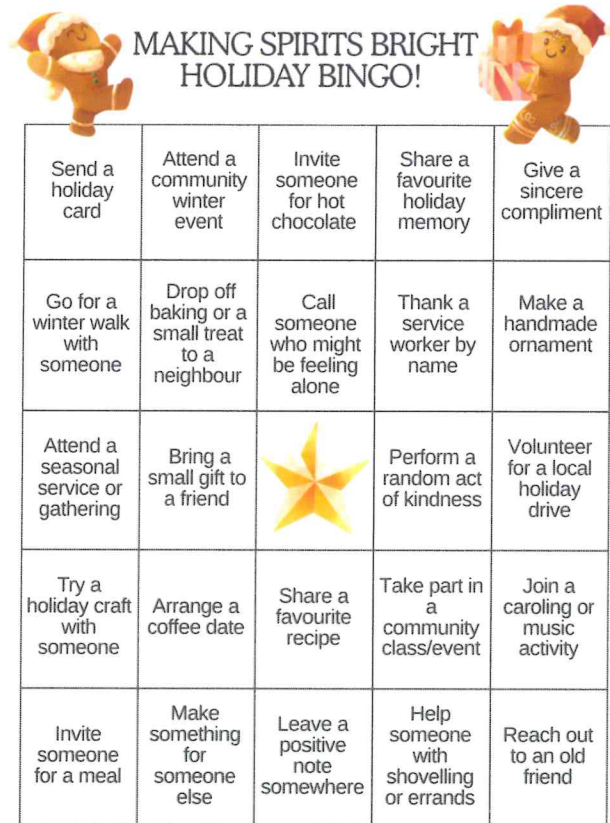 MAKING SPIRITS BRIGHT
HOLIDAY BINGO!
Send a
holiday
card
Attend a
community
winter
event
Invite
someone
for hot
chocolate
Share a
favourite
holiday
memory
Give a
sincere
compliment
Go for a
winter walk
with
someone
Drop off
baking or a
small treat
to a
neighbour
Call
someone
who might
be feeling
alone
Thank a
service
worker by
name
Make a
handmade
ornament
Attend a
seasonal
service or
gathering
Bring a
small gift to
a friend
Perform a
random act
of kindness
Volunteer
for a local
holiday
drive
Try a
holiday craft
with
someone
Arrange a
coffee date
Share a
favourite
recipe
Take part in
a
community
class/event
Join a
caroling or
music
activity
Invite
someone
for a meal
Make
something
for
someone
else
Leave a
positive
note
somewhere
Help
someone
with
shovelling
or errands
Reach out
to an old
friend